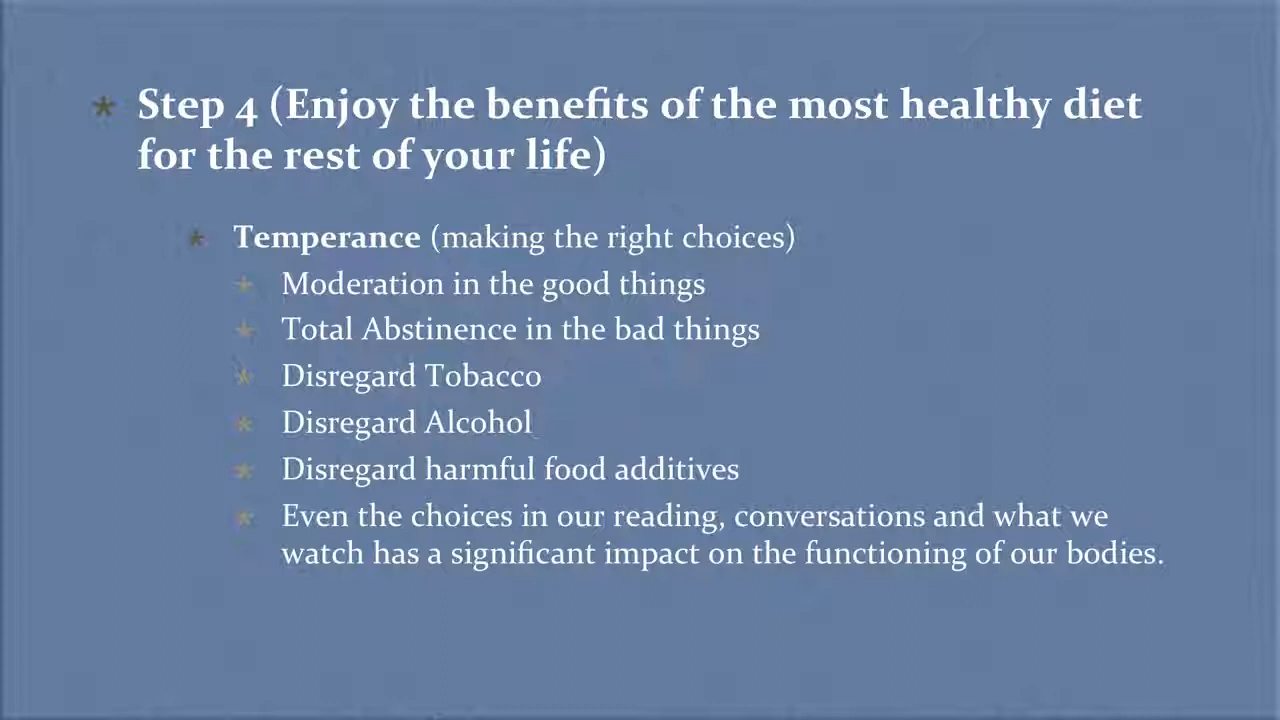 Step 4 (Enjoy the benefits of the most healthy diet
for the rest of your life)
Temperance (making the right choices)
Moderation in the good things
Total Abstinence in the bad things
Disregard Tobacco
Disregard Alcohol
Disregard harmful food additives
Even the choices in our reading, conversations and what we
watch has a significant impact on the functioning of our bodies.